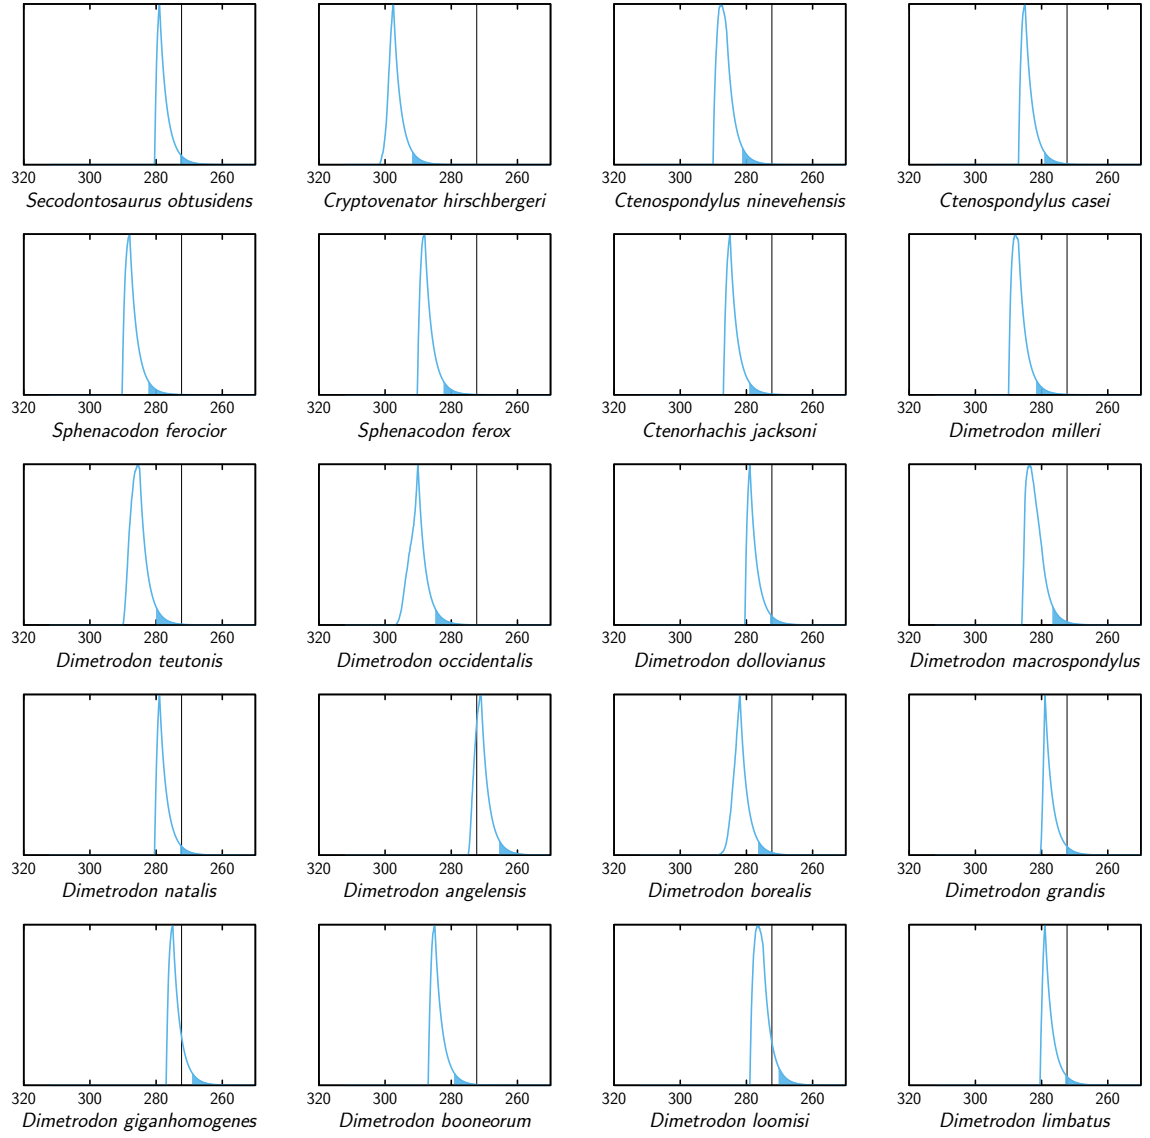 320 300 280 260 320 300 280 260 320 300 280 260 320 300 280 260
Secodontosaurus obtusidens Cryptovenator hirschbergeri Ctenospondylus ninevehensis Ctenospondylus casei
320 300 280 260 320 300 280 260 320 300 280 260 320 300 280 260
Sphenacodon ferocior Sphenacodon ferox Ctenorhachis jacksoni Dimetrodon milleri
320 300 280 260 320 300 280 260 320 300 280 260 320 300 280 260
Dimetrodon teutonis Dimetrodon occidentalis Dimetrodon dollovianus Dimetrodon macrospondylus
320 300 280 260 320 300 280 260 320 300 280 260 320 300 280 260
Dimetrodon natalis Dimetrodon angelensis Dimetrodon borealis Dimetrodon grandis
320 300 280 260 320 300 280 260 320 300 280 260 320 300 280 260
Dimetrodon giganhomogenes Dimetrodon booneorum Dimetrodon loomisi Dimetrodon limbatus